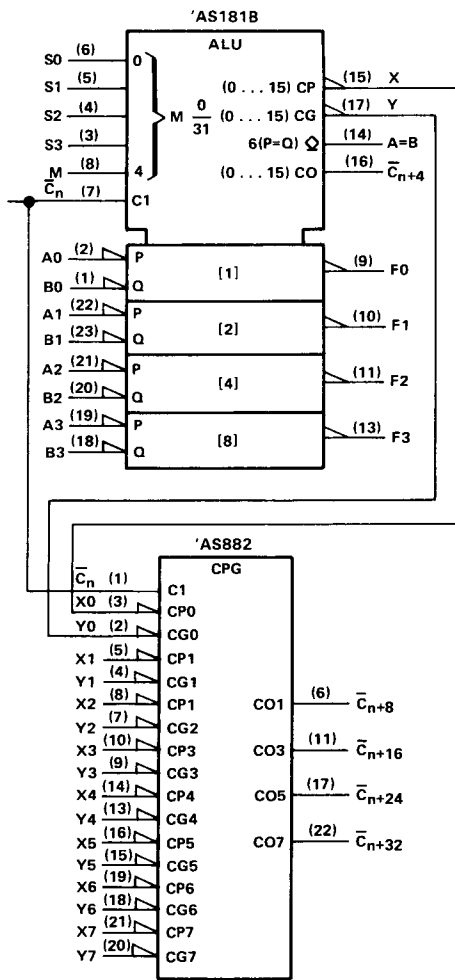 'AS181B
ALU
S0 (6) 0
S1 (5)
S2 (4)
S3 (3)
M (8) 4
C̅n (7) C1
M 0/31
(0 ... 15) CP (15) X
(0 ... 15) CG (17) Y
6(P=Q) (14) A=B
(0 ... 15) CO (16) C̅n+4
A0 (2) P
B0 (1) Q
[1] (9) F0
A1 (22) P
B1 (23) Q
[2] (10) F1
A2 (21) P
B2 (20) Q
[4] (11) F2
A3 (19) P
B3 (18) Q
[8] (13) F3
'AS882
CPG
C̅n (1) C1
X0 (3) CP0
Y0 (2) CG0
X1 (5) CP1
Y1 (4) CG1
X2 (8) CP1
Y2 (7) CG2
X3 (10) CP3
Y3 (9) CG3
X4 (14) CP4
Y4 (13) CG4
X5 (16) CP5
Y5 (15) CG5
X6 (19) CP6
Y6 (18) CG6
X7 (21) CP7
Y7 (20) CG7
CO1 (6) C̅n+8
CO3 (11) C̅n+16
CO5 (17) C̅n+24
CO7 (22) C̅n+32